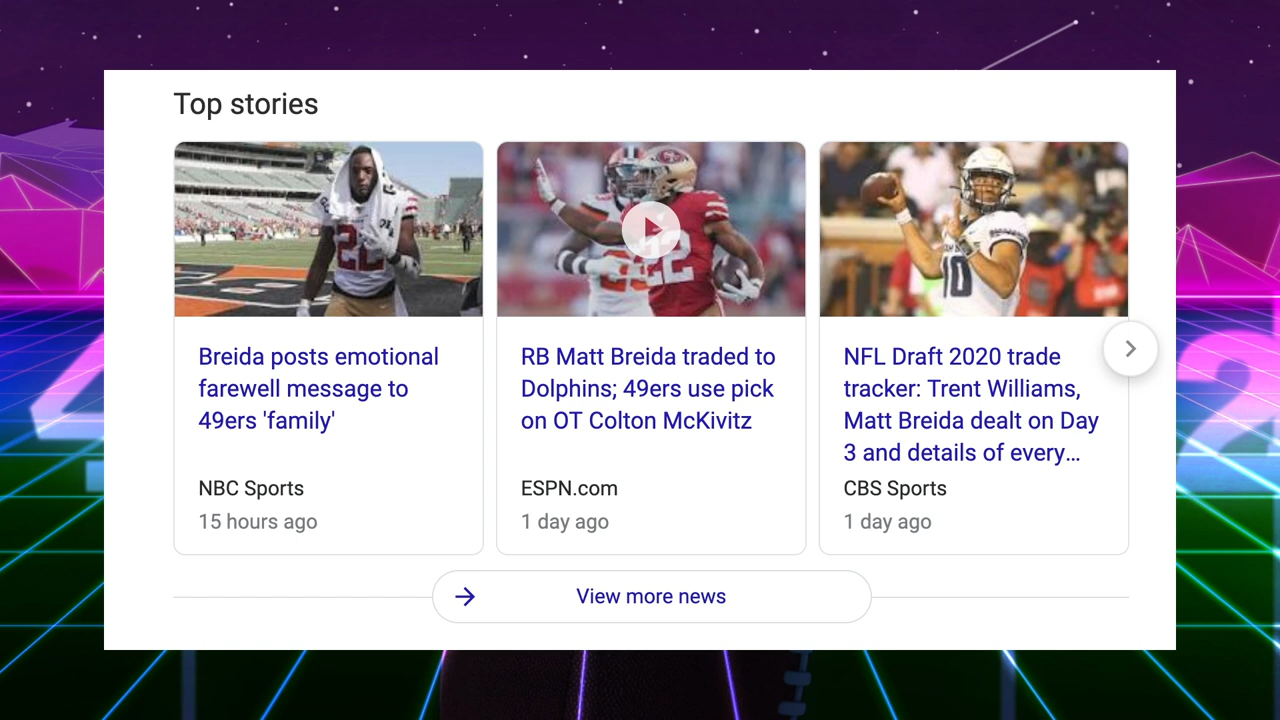 Top stories
22
22
10
Breida posts emotional
farewell message to
49ers 'family'
NBC Sports
15 hours ago
RB Matt Breida traded to
Dolphins; 49ers use pick
on OT Colton McKivitz
ESPN.com
1 day ago
NFL Draft 2020 trade
tracker: Trent Williams,
Matt Breida dealt on Day
3 and details of every…
CBS Sports
1 day ago
View more news